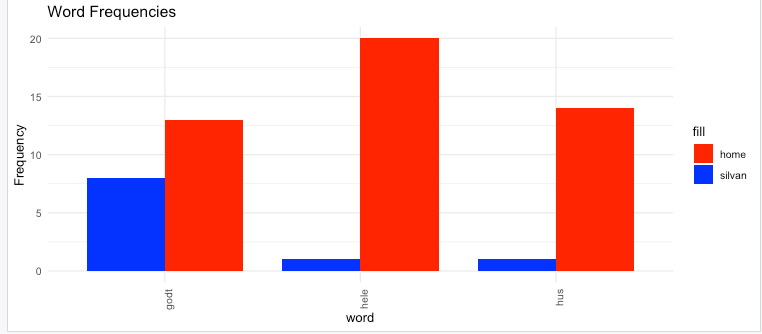 Word Frequencies
Frequency
20
15
10
5
0
godt
hele
hus
word
fill
home
silvan